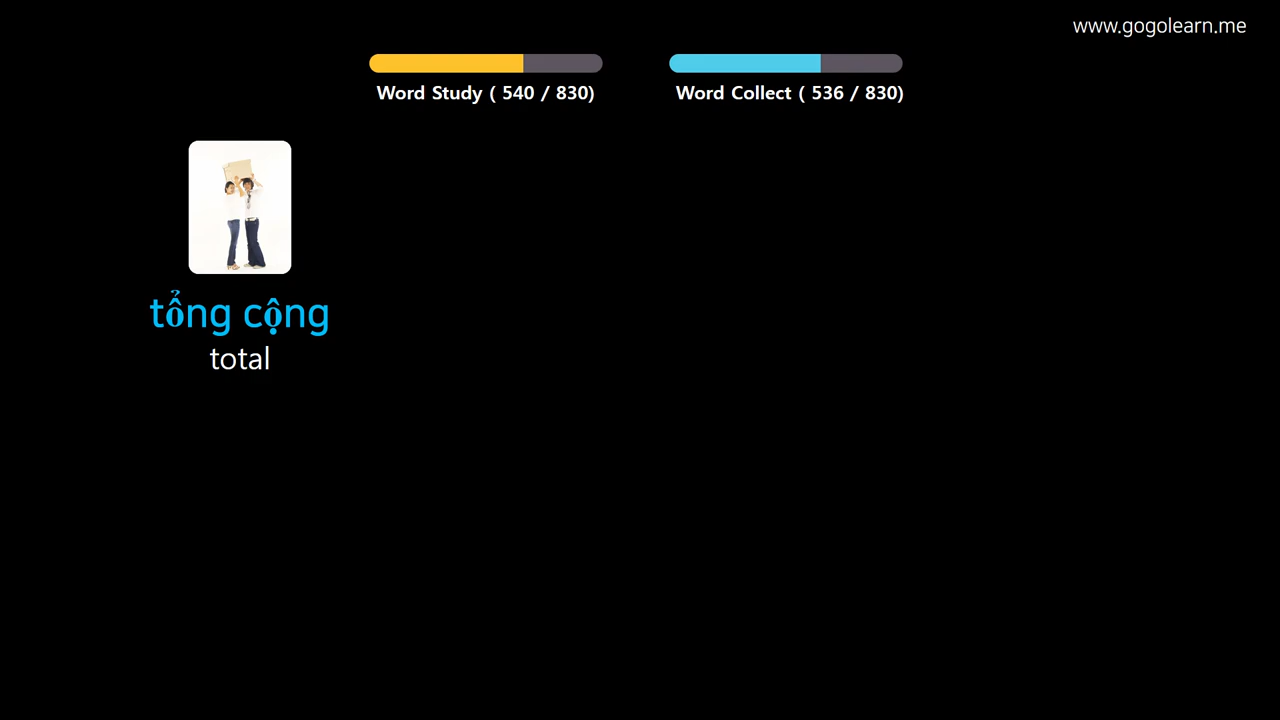 www.gogolearn.me
Word Study ( 540 / 830)
Word Collect ( 536 / 830)
tổng cộng
total